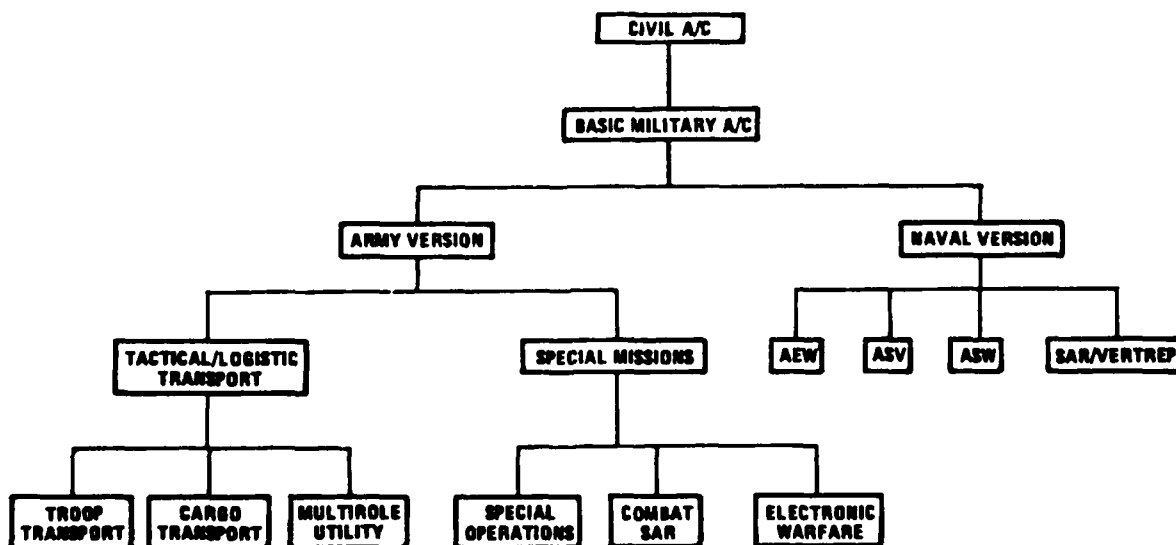 CIVIL A/C
BASIC MILITARY A/C
ARMY VERSION
NAVAL VERSION
TACTICAL/LOGISTIC
TRANSPORT
SPECIAL MISSIONS
AEW
ASV
ASW
SAR/VERTREP
TROOP
TRANSPORT
CARGO
TRANSPORT
MULTIROLE
UTILITY
SPECIAL
OPERATIONS
COMBAT
SAR
ELECTRONIC
WARFARE